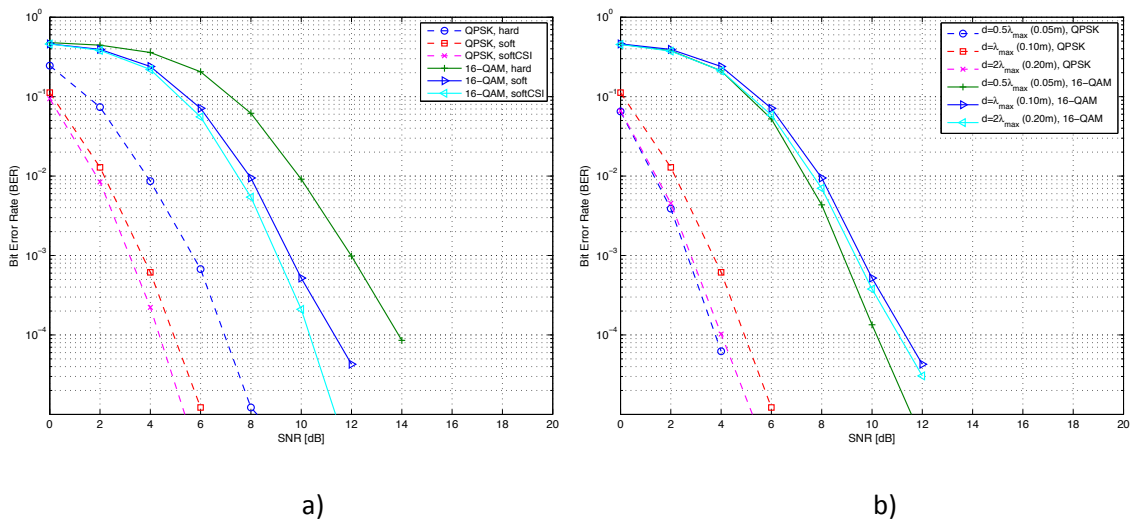 10^0
10^-1
10^-2
10^-3
10^-4
Bit Error Rate (BER)
0 2 4 6 8 10 12 14 16 18 20
SNR [dB]
QPSK, hard
QPSK, soft
QPSK, softCSI
16-QAM, hard
16-QAM, soft
16-QAM, softCSI
a)
10^0
10^-1
10^-2
10^-3
10^-4
Bit Error Rate (BER)
0 2 4 6 8 10 12 14 16 18 20
SNR [dB]
d=0.5λmax (0.05m), QPSK
d=λmax (0.10m), QPSK
d=2λmax (0.20m), QPSK
d=0.5λmax (0.05m), 16-QAM
d=λmax (0.10m), 16-QAM
d=2λmax (0.20m), 16-QAM
b)